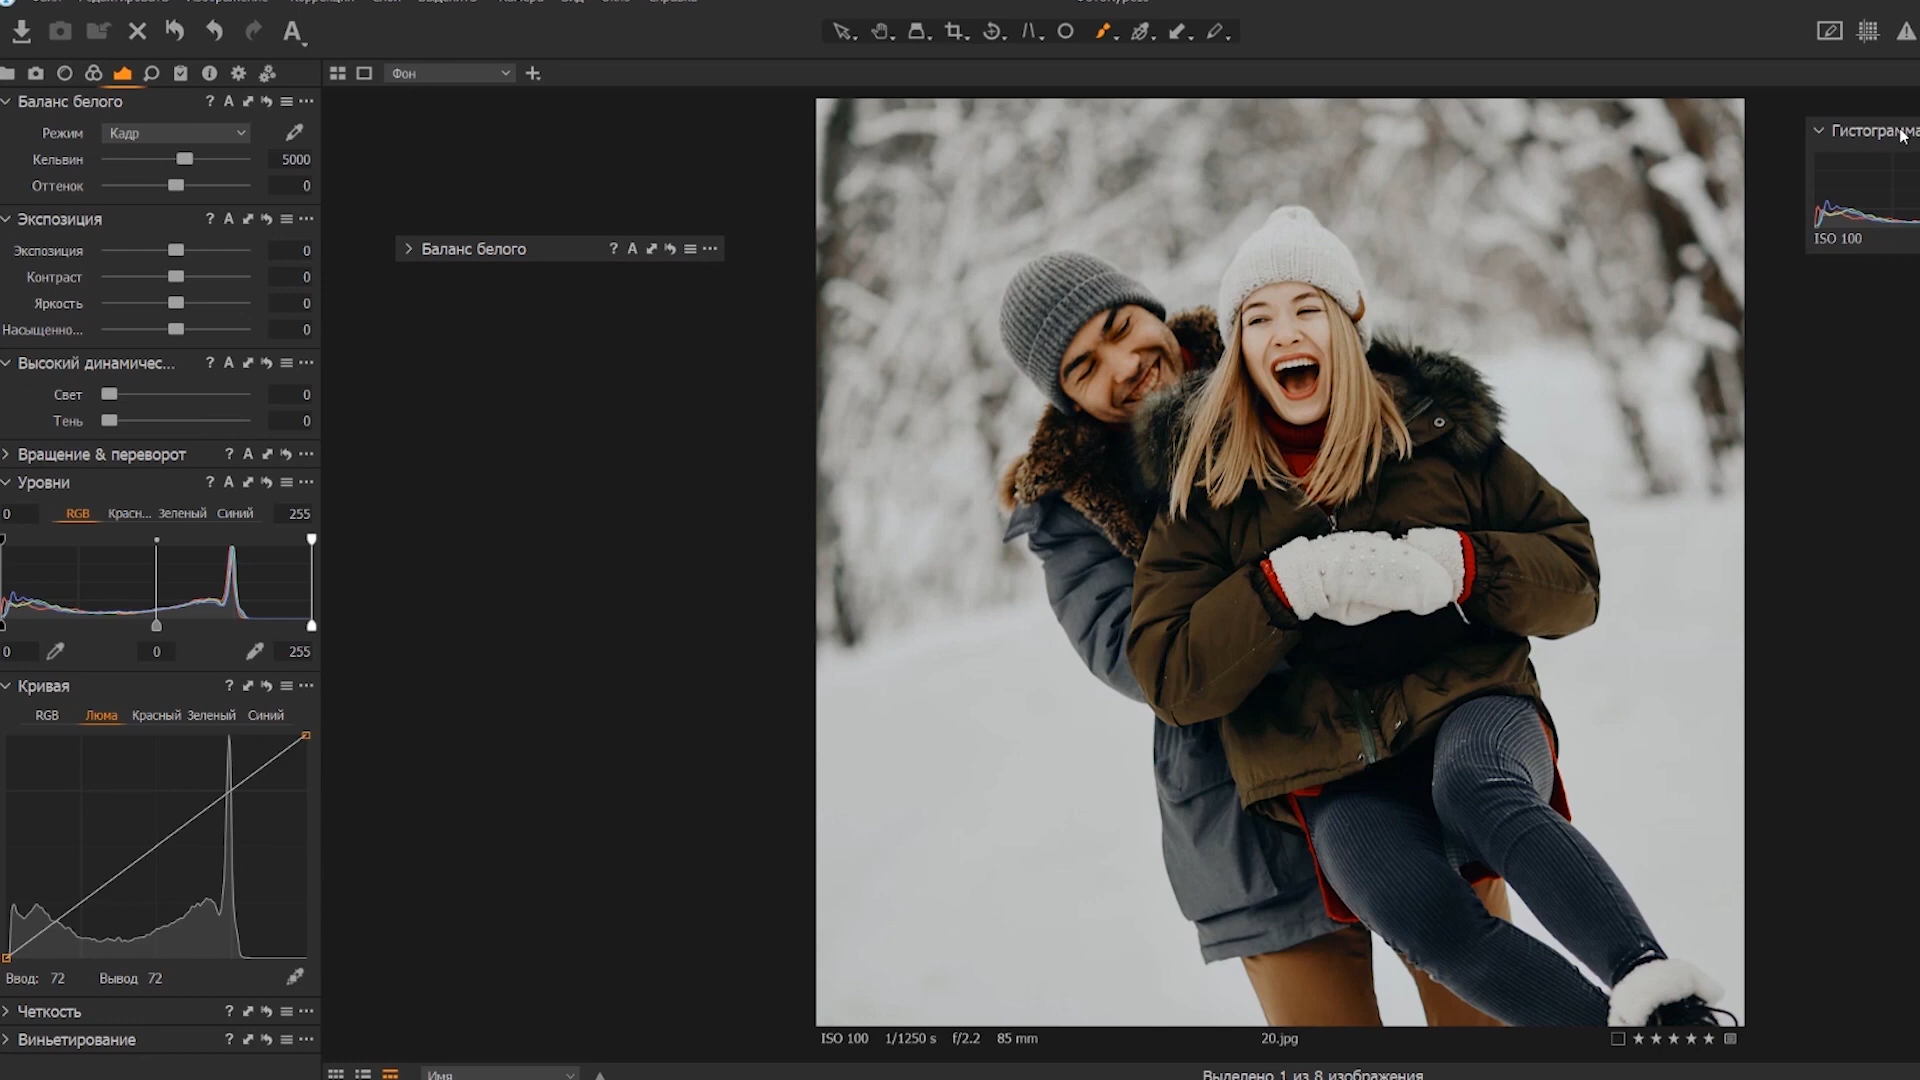 Фон
Баланс белого
Режим Кадр
Кельвин 5000
Оттенок 0
Экспозиция
Экспозиция 0
Контраст 0
Яркость 0
Насыщенно... 0
Высокий динамичес...
Свет 0
Тень 0
Вращение & переворот
Уровни
0 RGB Красн... Зеленый Синий 255
0 0 255
Кривая
RGB Люма Красный Зеленый Синий
Ввод: 72 Вывод 72
Четкость
Виньетирование
Баланс белого
Гистограмма
ISO 100
ISO 100 1/1250 s f/2.2 85 mm
20.jpg
Имя
Выделено 1 из 8 изображения